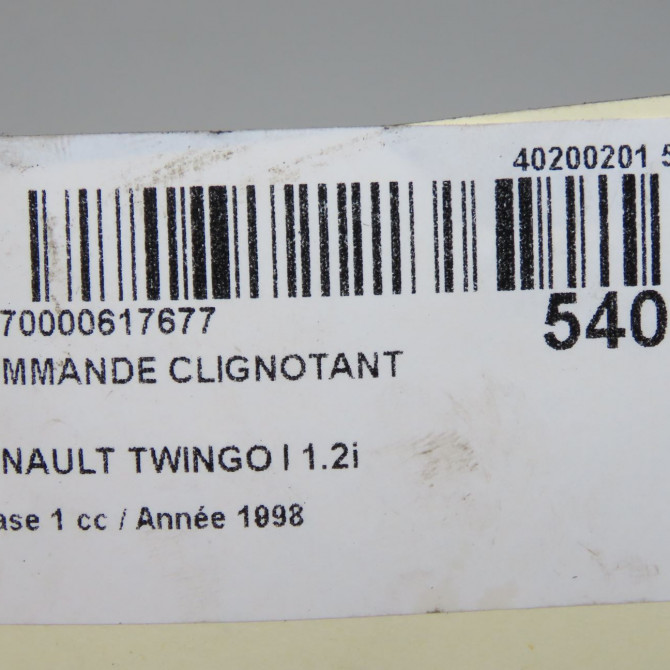 40200201 5
70000617677
540
MMANDE CLIGNOTANT
NAULT TWINGO I 1.2i
ase 1 cc / Année 1998